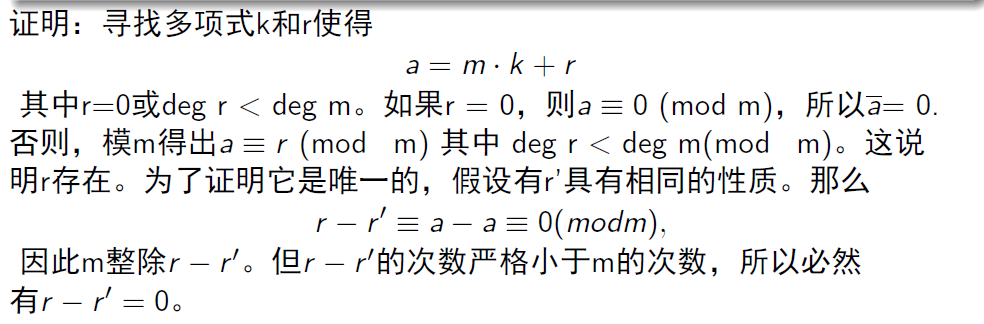 证明：寻找多项式k和r使得
a = m · k + r
其中r=0或deg r < deg m。如果r = 0，则a ≡ 0 (mod m)，所以a̅= 0.
否则，模m得出a ≡ r (mod m) 其中 deg r < deg m(mod m)。这说
明r存在。为了证明它是唯一的，假设有r'具有相同的性质。那么
r − r′ ≡ a − a ≡ 0(modm),
因此m整除r − r′。但r − r′的次数严格小于m的次数，所以必然
有r − r′ = 0。